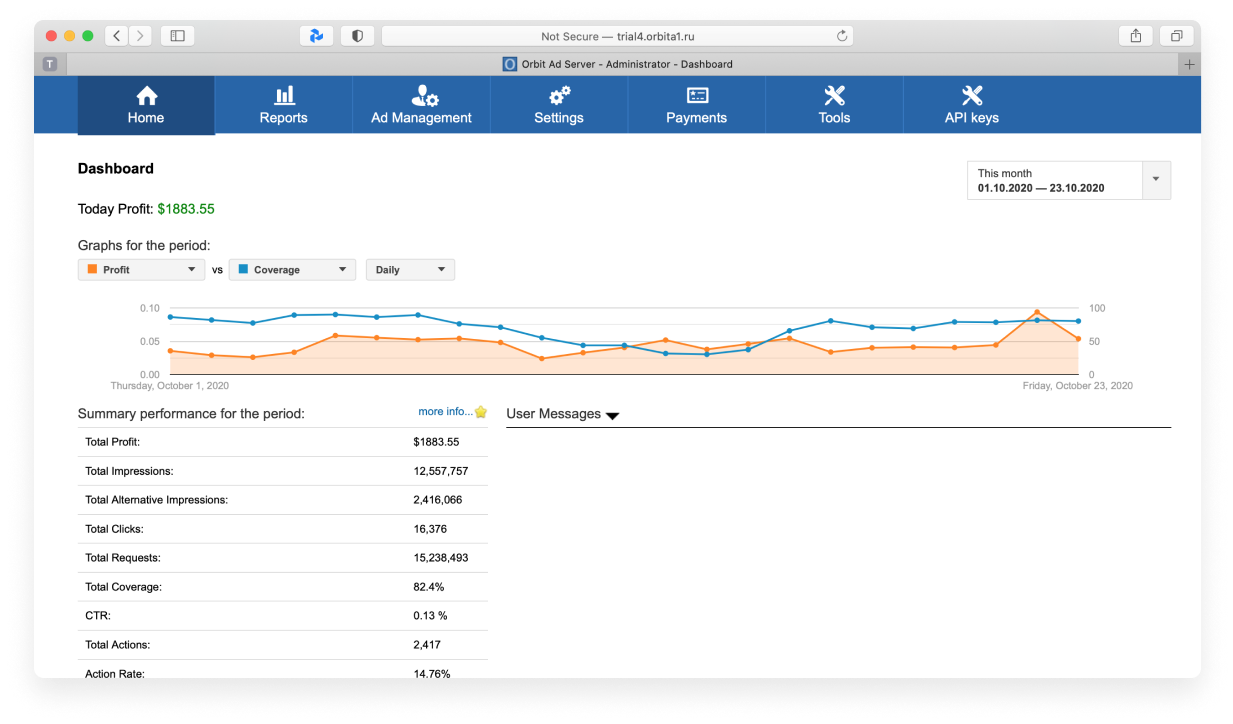 Not Secure — trial4.orbita1.ru
T
Orbit Ad Server - Administrator - Dashboard
Home Reports Ad Management Settings Payments Tools API keys
Dashboard
This month
01.10.2020 — 23.10.2020
Today Profit: $1883.55
Graphs for the period:
Profit vs Coverage Daily
0.10 100
0.05 50
0.00 0
Thursday, October 1, 2020 Friday, October 23, 2020
Summary performance for the period: more info... User Messages
Total Profit: $1883.55
Total Impressions: 12,557,757
Total Alternative Impressions: 2,416,066
Total Clicks: 16,376
Total Requests: 15,238,493
Total Coverage: 82.4%
CTR: 0.13 %
Total Actions: 2,417
Action Rate: 14.76%